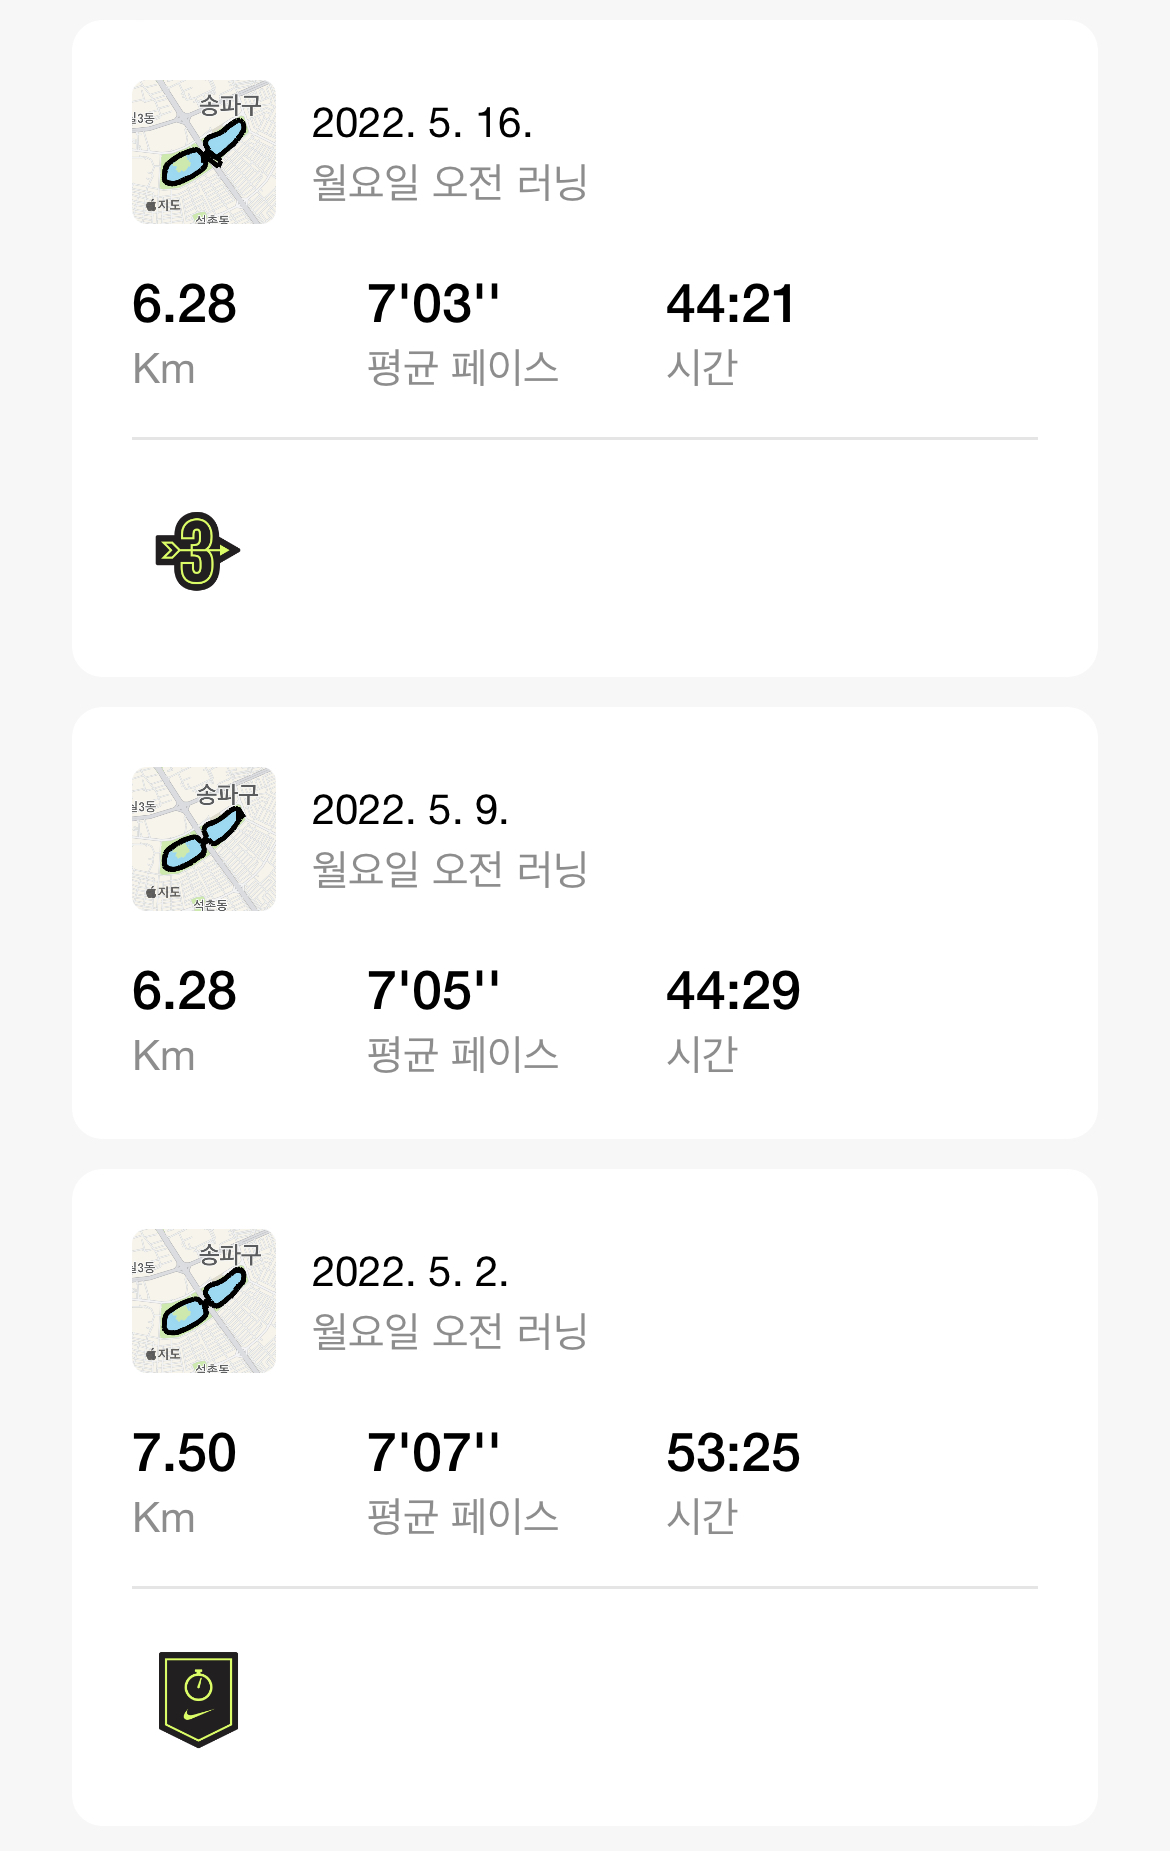 송파구
실3동
지도
석촌동
2022. 5. 16.
월요일 오전 러닝
6.28 7'03'' 44:21
Km 평균 페이스 시간
3
송파구
실3동
지도
석촌동
2022. 5. 9.
월요일 오전 러닝
6.28 7'05'' 44:29
Km 평균 페이스 시간
송파구
실3동
지도
석촌동
2022. 5. 2.
월요일 오전 러닝
7.50 7'07'' 53:25
Km 평균 페이스 시간